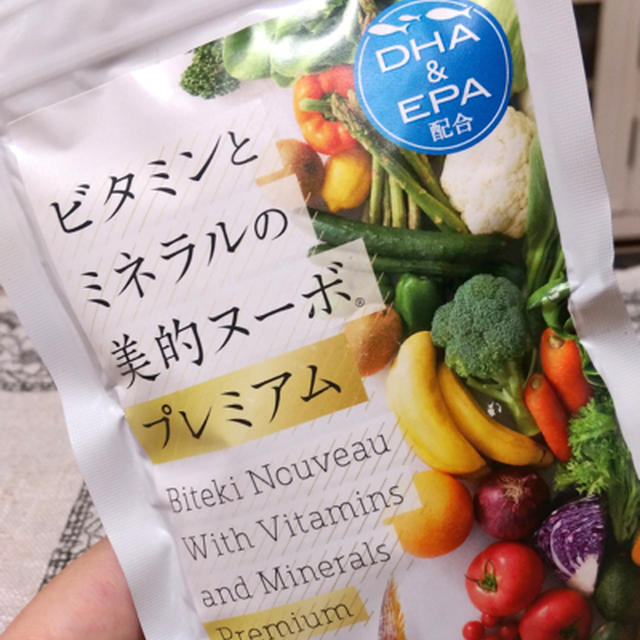 DHA
&
EPA
配合
ビタミンと
ミネラルの
美的ヌーボ®
プレミアム
Biteki Nouveau
With Vitamins
and Minerals
Premium